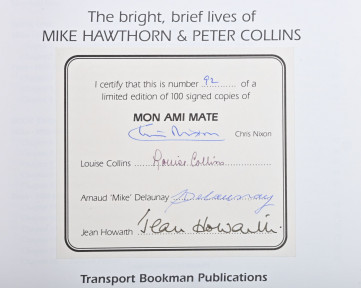 The bright, brief lives of
MIKE HAWTHORN & PETER COLLINS
I certify that this is number 92 of a
limited edition of 100 signed copies of
MON AMI MATE
Chris Nixon Chris Nixon
Louise Collins Louise Collins
Arnaud 'Mike' Delaunay Delaunay
Jean Howarth Jean Howarth
Transport Bookman Publications